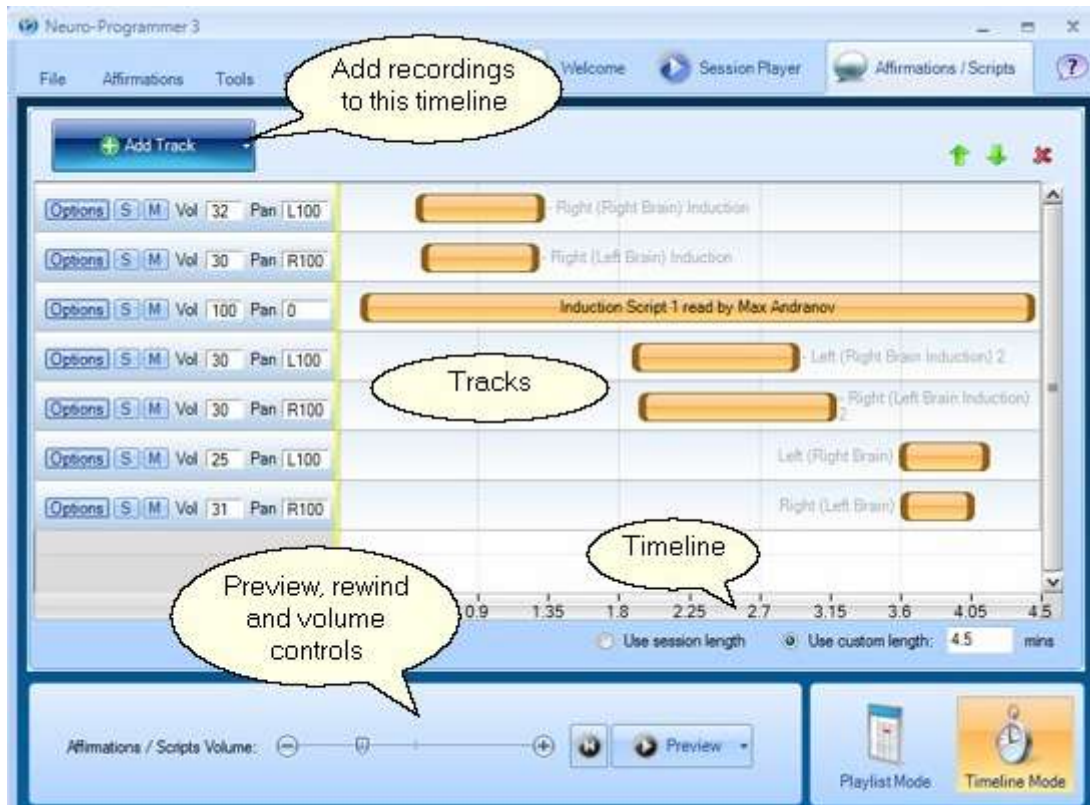 Neuro-Programmer 3
File Affirmations Tools Welcome Session Player Affirmations / Scripts ?
Add recordings
to this timeline
Add Track
Options S M Vol 32 Pan L100 - Right (Right Brain) Induction
Options S M Vol 30 Pan R100 - Right (Left Brain) Induction
Options S M Vol 100 Pan 0 Induction Script 1 read by Max Andranov
Options S M Vol 30 Pan L100 - Left (Right Brain Induction) 2
Tracks
Options S M Vol 30 Pan R100 - Right (Left Brain Induction)
2
Options S M Vol 25 Pan L100 Left (Right Brain)
Options S M Vol 31 Pan R100 Right (Left Brain)
Timeline
Preview, rewind
and volume
controls
0.9 1.35 1.8 2.25 2.7 3.15 3.6 4.05 4.5
Use session length Use custom length: 4.5 mins
Affirmations / Scripts Volume: Preview
Playlist Mode Timeline Mode